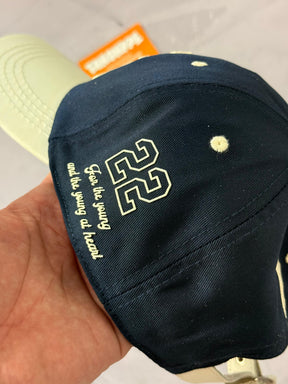 22
For the young
and the young at heart